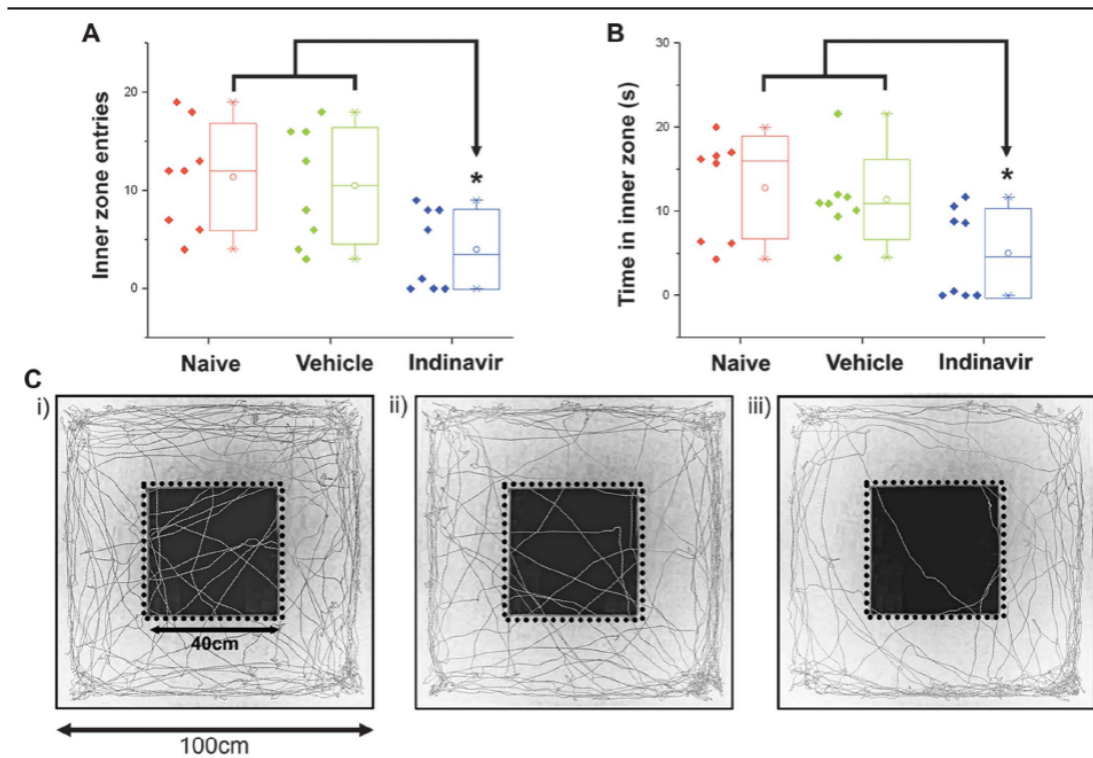 A
Inner zone entries
20
10
0
*
Naive
Vehicle
Indinavir
B
Time in inner zone (s)
30
20
10
0
*
Naive
Vehicle
Indinavir
C
i)
ii)
iii)
40cm
100cm